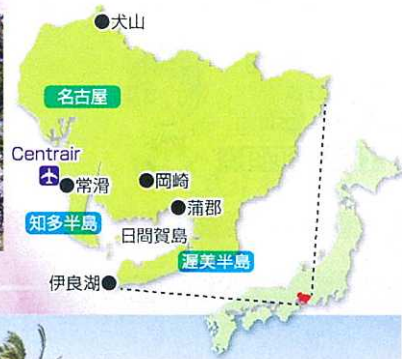 犬山
名古屋
Centrair
常滑
岡崎
蒲郡
知多半島
日間賀島
渥美半島
伊良湖